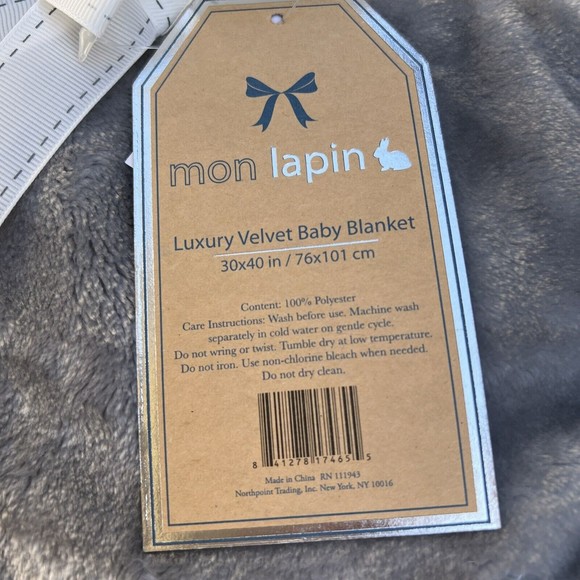 mon lapin
Luxury Velvet Baby Blanket
30x40 in / 76x101 cm
Content: 100% Polyester
Care Instructions: Wash before use. Machine wash
separately in cold water on gentle cycle.
Do not wring or twist. Tumble dry at low temperature.
Do not iron. Use non-chlorine bleach when needed.
Do not dry clean.
8 41278 17465 5
Made in China RN 111943
Northpoint Trading, Inc. New York, NY 10016